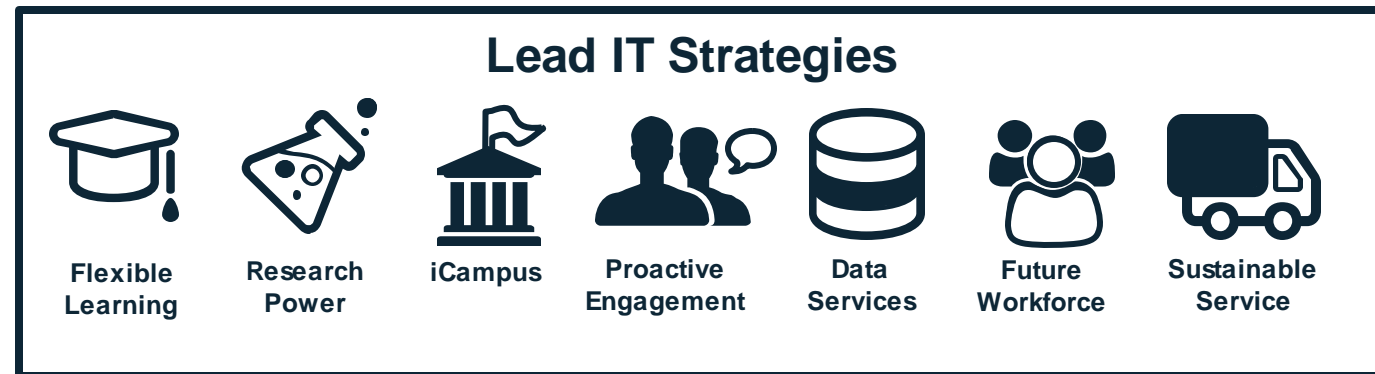 Lead IT Strategies
Flexible
Learning
Research
Power
iCampus
Proactive
Engagement
Data
Services
Future
Workforce
Sustainable
Service